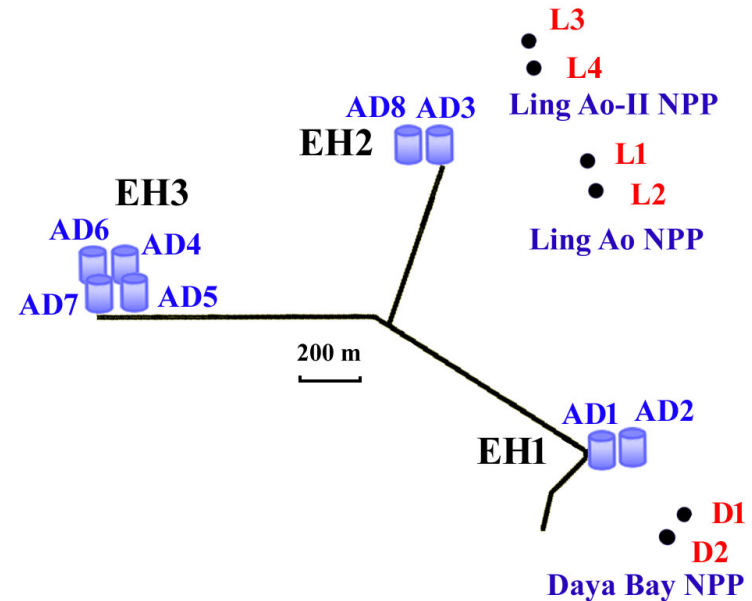 L3
L4
Ling Ao-II NPP
AD8 AD3
EH2
L1
L2
Ling Ao NPP
EH3
AD6
AD4
AD7
AD5
200 m
AD1
AD2
EH1
D1
D2
Daya Bay NPP